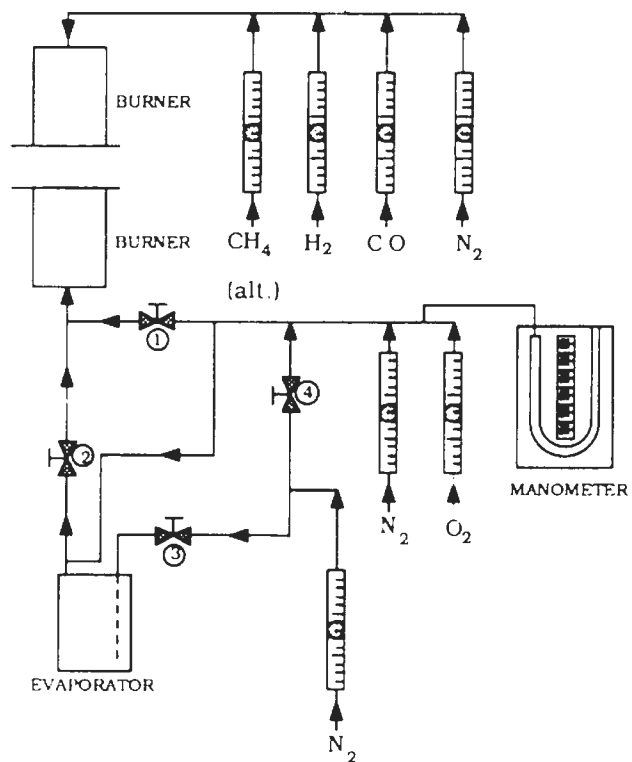 BURNER
BURNER
CH4 H2 CO N2
(alt.)
1
4
2
N2 O2
MANOMETER
3
EVAPORATOR
N2